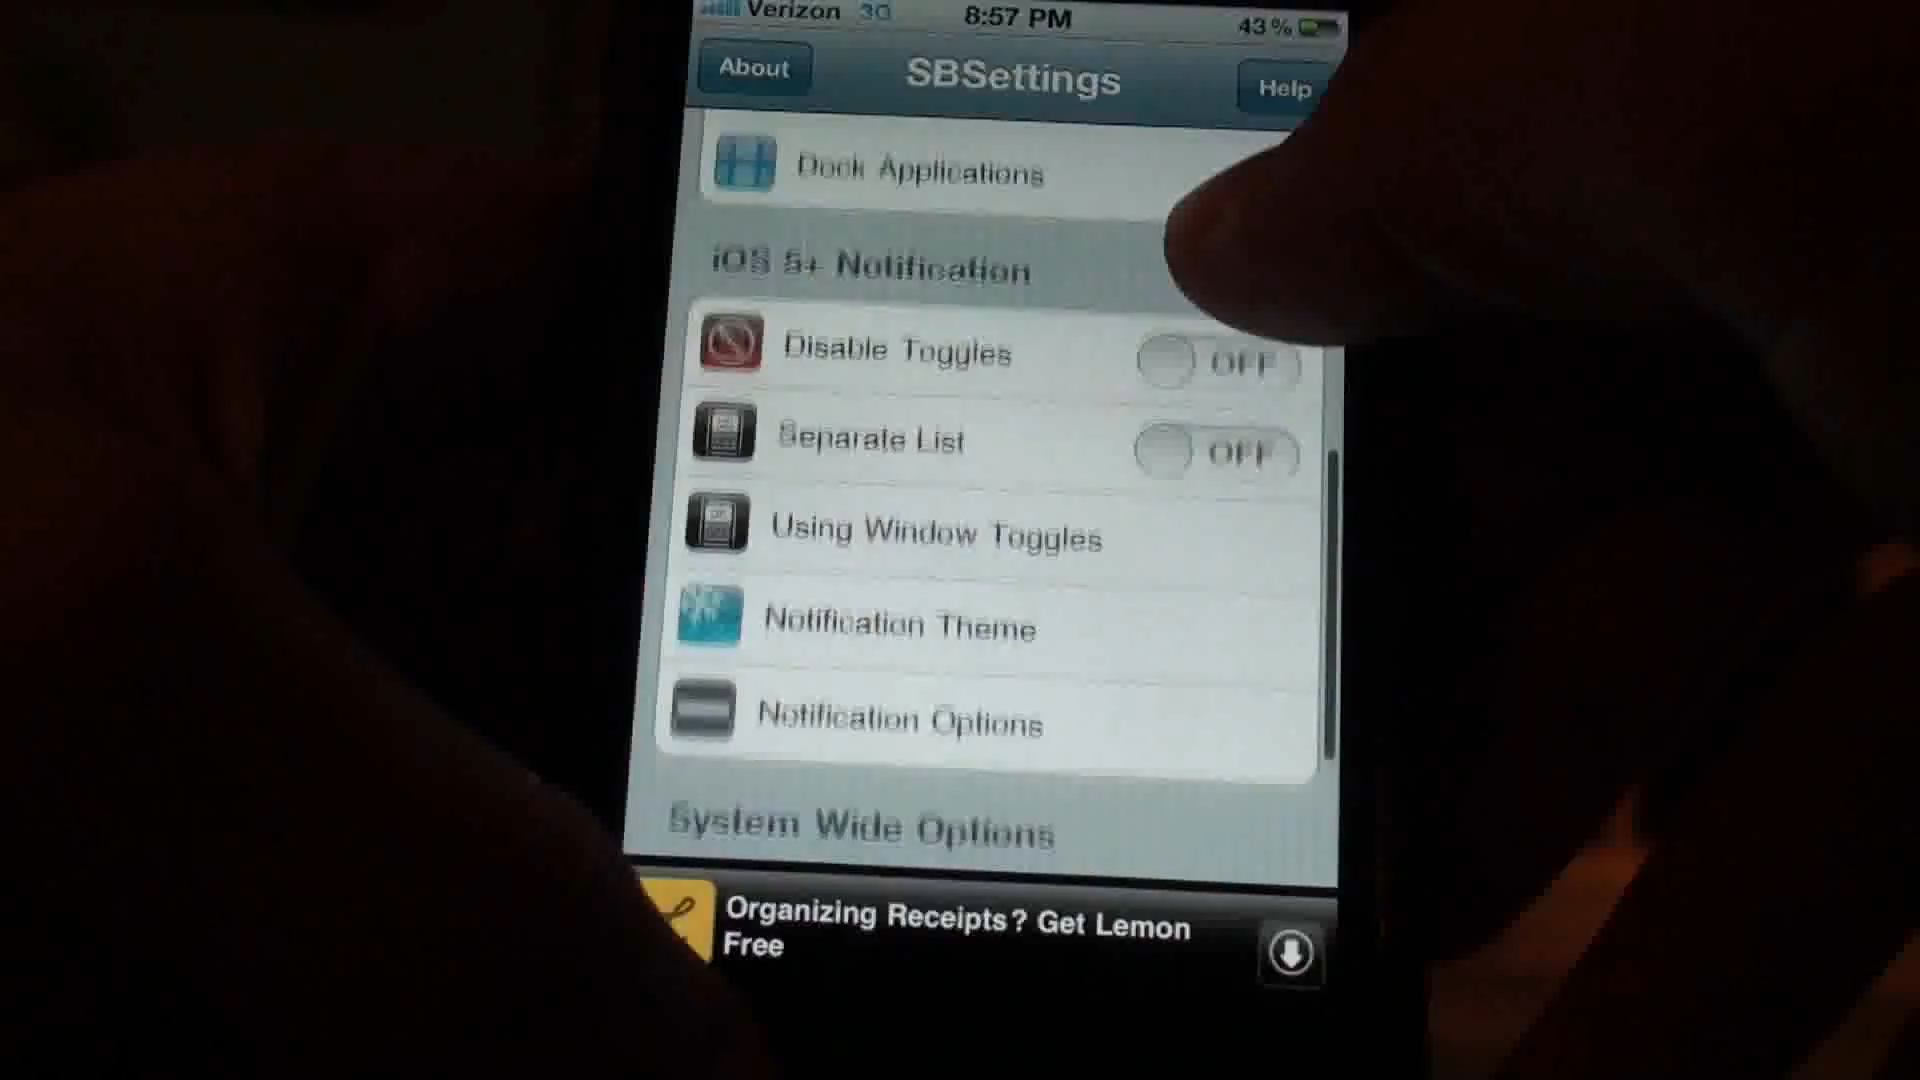 Verizon 3G 8:57 PM 43%
About SBSettings Help
Dock Applications
iOS 5+ Notification
Disable Toggles OFF
Separate List OFF
Using Window Toggles
Notification Theme
Notification Options
System Wide Options
Organizing Receipts? Get Lemon
Free